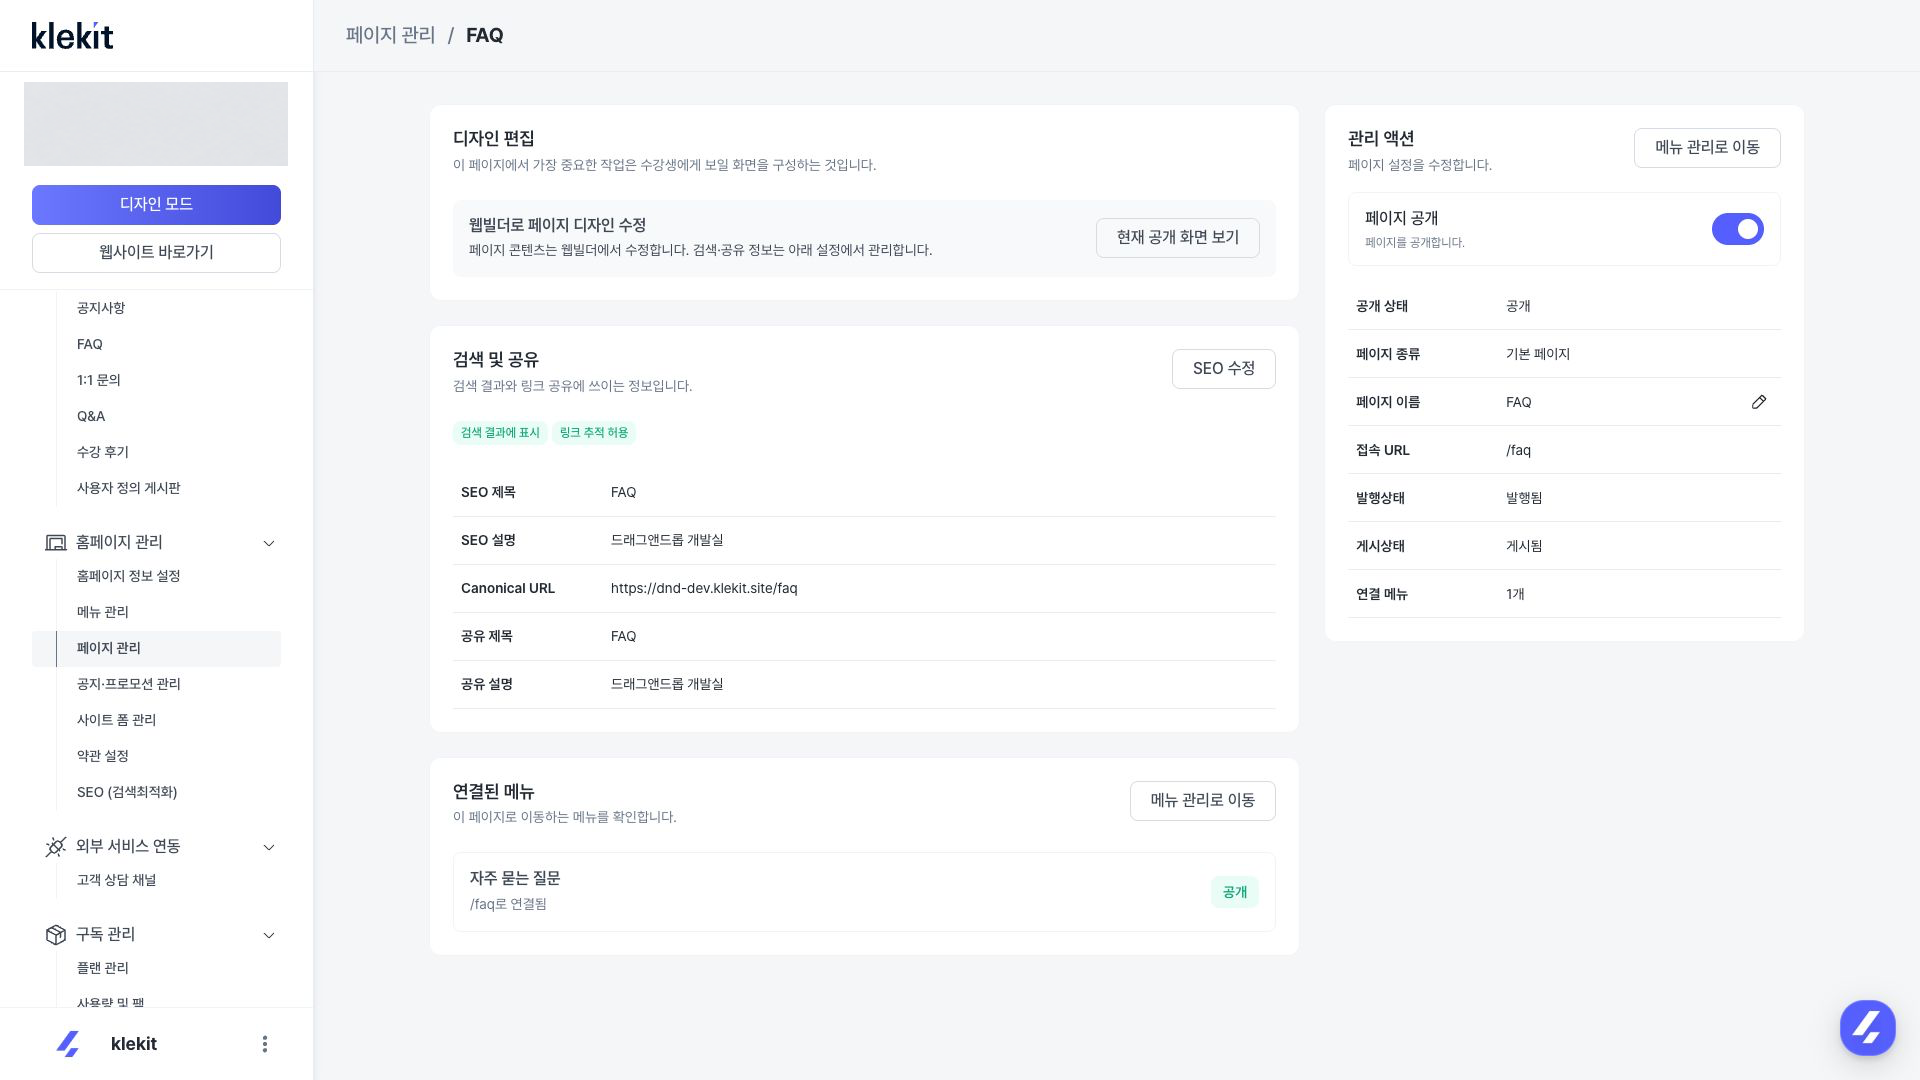 klekit
페이지 관리 / FAQ
디자인 모드
웹사이트 바로가기
공지사항
FAQ
1:1 문의
Q&A
수강 후기
사용자 정의 게시판
홈페이지 관리
홈페이지 정보 설정
메뉴 관리
페이지 관리
공지·프로모션 관리
사이트 폼 관리
약관 설정
SEO (검색최적화)
외부 서비스 연동
고객 상담 채널
구독 관리
플랜 관리
사용량 및 팩
klekit
디자인 편집
이 페이지에서 가장 중요한 작업은 수강생에게 보일 화면을 구성하는 것입니다.
웹빌더로 페이지 디자인 수정
페이지 콘텐츠는 웹빌더에서 수정합니다. 검색·공유 정보는 아래 설정에서 관리합니다.
현재 공개 화면 보기
검색 및 공유
검색 결과와 링크 공유에 쓰이는 정보입니다.
SEO 수정
검색 결과에 표시 링크 추적 허용
SEO 제목 FAQ
SEO 설명 드래그앤드롭 개발실
Canonical URL https://dnd-dev.klekit.site/faq
공유 제목 FAQ
공유 설명 드래그앤드롭 개발실
연결된 메뉴
이 페이지로 이동하는 메뉴를 확인합니다.
메뉴 관리로 이동
자주 묻는 질문
/faq로 연결됨
공개
관리 액션
페이지 설정을 수정합니다.
메뉴 관리로 이동
페이지 공개
페이지를 공개합니다.
공개 상태 공개
페이지 종류 기본 페이지
페이지 이름 FAQ
접속 URL /faq
발행상태 발행됨
게시상태 게시됨
연결 메뉴 1개